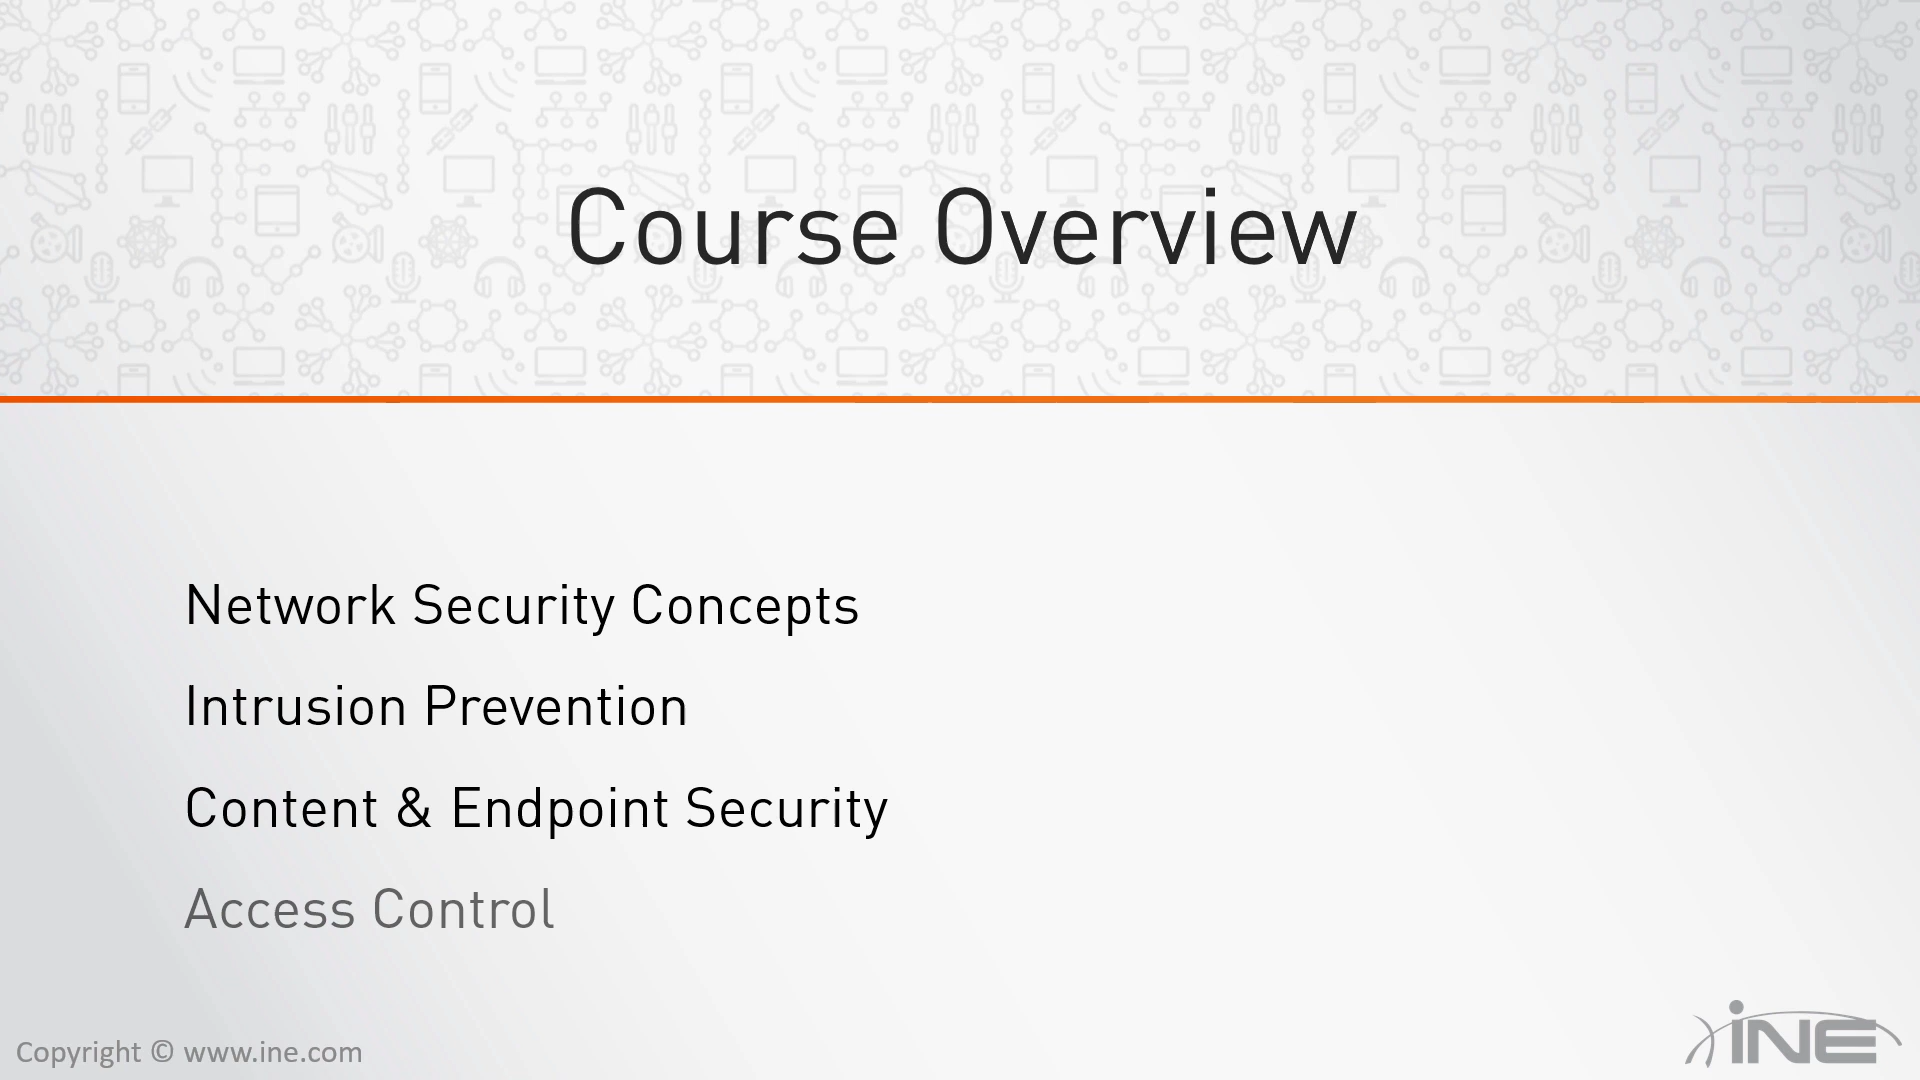 Course Overview
Network Security Concepts
Intrusion Prevention
Content & Endpoint Security
Access Control
Copyright © www.ine.com
iNE